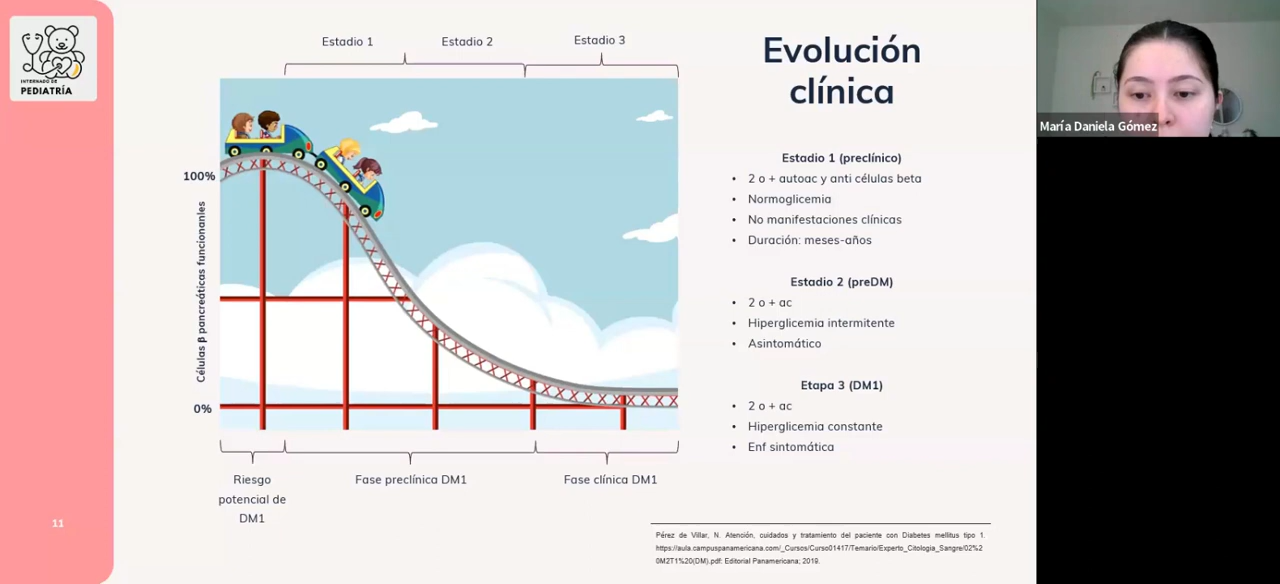 INTERNADO DE
PEDIATRÍA
Estadio 1
Estadio 2
Estadio 3
100%
Células β pancreáticas funcionanles
0%
Riesgo
potencial de
DM1
Fase preclínica DM1
Fase clínica DM1
Evolución
clínica
Estadio 1 (preclínico)
• 2 o + autoac y anti células beta
• Normoglicemia
• No manifestaciones clínicas
• Duración: meses-años
Estadio 2 (preDM)
• 2 o + ac
• Hiperglicemia intermitente
• Asintomático
Etapa 3 (DM1)
• 2 o + ac
• Hiperglicemia constante
• Enf sintomática
Pérez de Villar, N. Atención, cuidados y tratamiento del paciente con Diabetes mellitus tipo 1.
https://aula.campuspanamericana.com/_Cursos/Curso01417/Temario/Experto_Citologia_Sangre/02%2
0M2T1%20(DM).pdf: Editorial Panamericana; 2019.
11
María Daniela Gómez